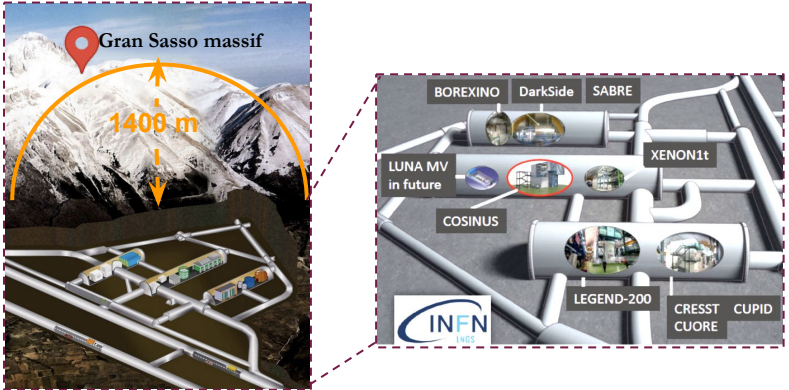 Gran Sasso massif
1400 m
BOREXINO
DarkSide
SABRE
LUNA MV
in future
XENON1t
COSINUS
LEGEND-200
CRESST CUPID
CUORE
INFN
LNGS